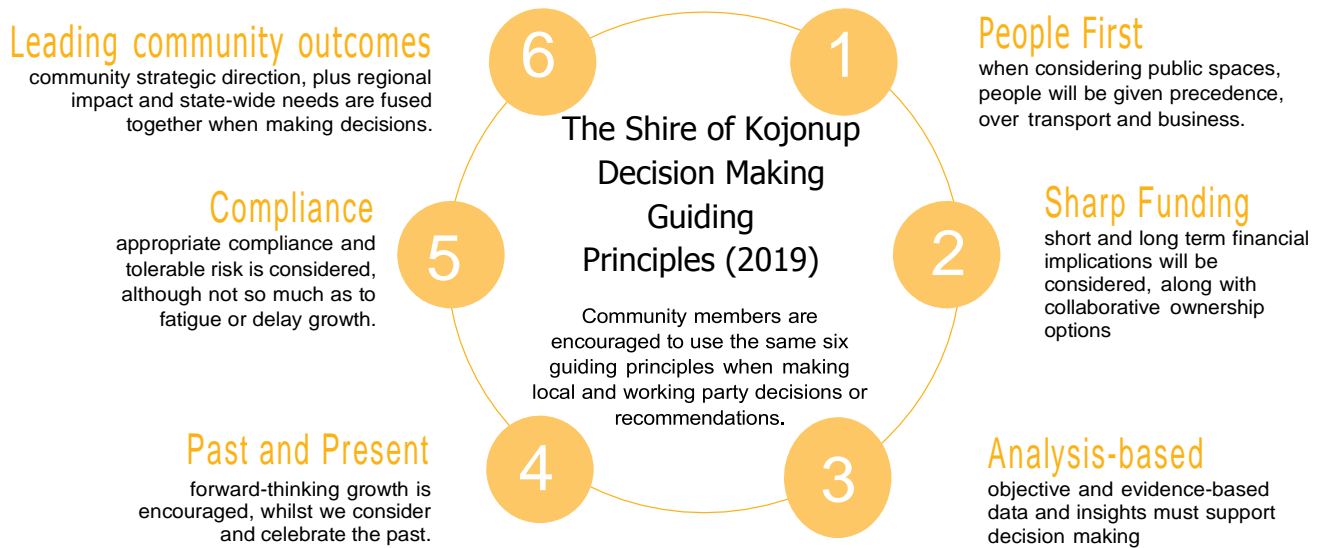 The Shire of Kojonup
Decision Making
Guiding
Principles (2019)
Community members are
encouraged to use the same six
guiding principles when making
local and working party decisions or
recommendations.
1
People First
when considering public spaces,
people will be given precedence,
over transport and business.
2
Sharp Funding
short and long term financial
implications will be
considered, along with
collaborative ownership
options
3
Analysis-based
objective and evidence-based
data and insights must support
decision making
4
Past and Present
forward-thinking growth is
encouraged, whilst we consider
and celebrate the past.
5
Compliance
appropriate compliance and
tolerable risk is considered,
although not so much as to
fatigue or delay growth.
6
Leading community outcomes
community strategic direction, plus regional
impact and state-wide needs are fused
together when making decisions.